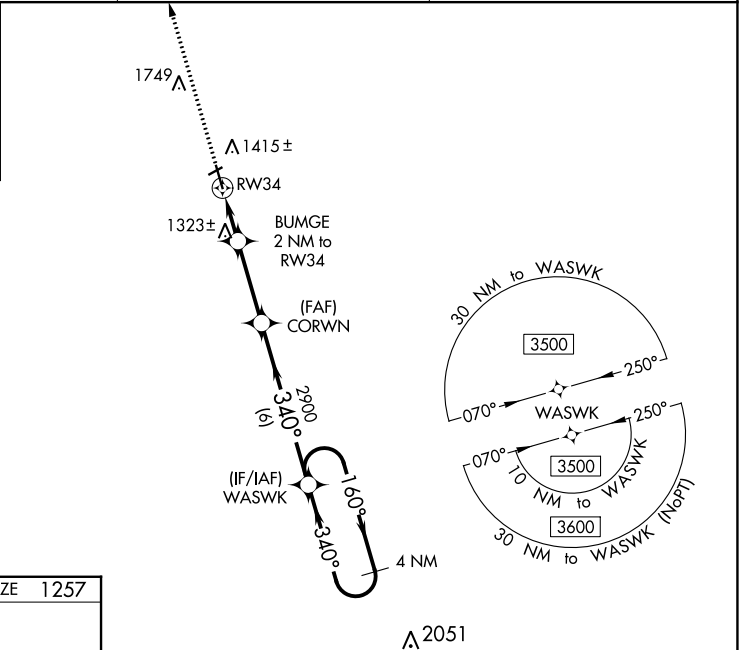 1749
1415±
RW34
1323±
BUMGE
2 NM to
RW34
(FAF)
CORWN
2900
340°
(6)
(IF/IAF)
WASWK
160°
340°
4 NM
2051
30 NM to WASWK
3500
250°
070°
WASWK
250°
070°
3500
10 NM to WASWK
3600
30 NM to WASWK (NoPT)
ZE 1257